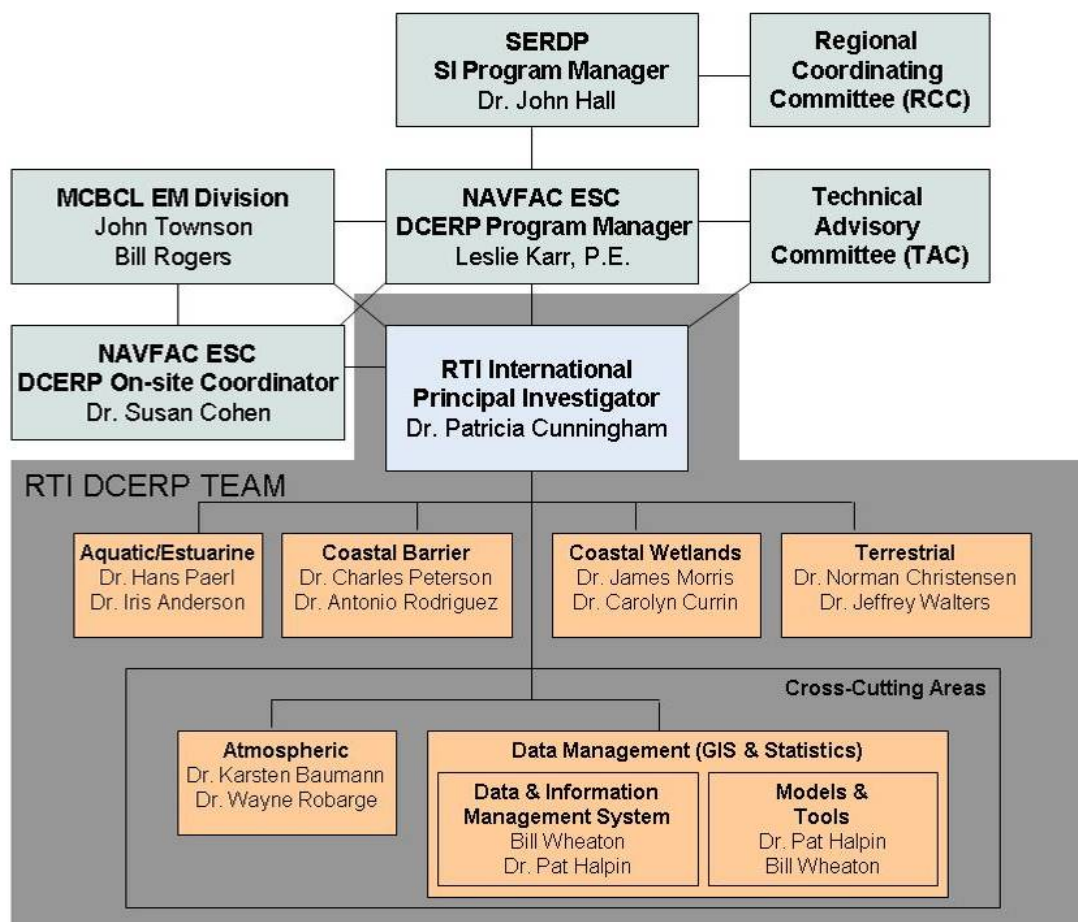 SERDP
SI Program Manager
Dr. John Hall
Regional
Coordinating
Committee (RCC)
MCBCL EM Division
John Townson
Bill Rogers
NAVFAC ESC
DCERP Program Manager
Leslie Karr, P.E.
Technical
Advisory
Committee (TAC)
NAVFAC ESC
DCERP On-site Coordinator
Dr. Susan Cohen
RTI International
Principal Investigator
Dr. Patricia Cunningham
RTI DCERP TEAM
Aquatic/Estuarine
Dr. Hans Paerl
Dr. Iris Anderson
Coastal Barrier
Dr. Charles Peterson
Dr. Antonio Rodriguez
Coastal Wetlands
Dr. James Morris
Dr. Carolyn Currin
Terrestrial
Dr. Norman Christensen
Dr. Jeffrey Walters
Cross-Cutting Areas
Atmospheric
Dr. Karsten Baumann
Dr. Wayne Robarge
Data Management (GIS & Statistics)
Data & Information
Management System
Bill Wheaton
Dr. Pat Halpin
Models &
Tools
Dr. Pat Halpin
Bill Wheaton